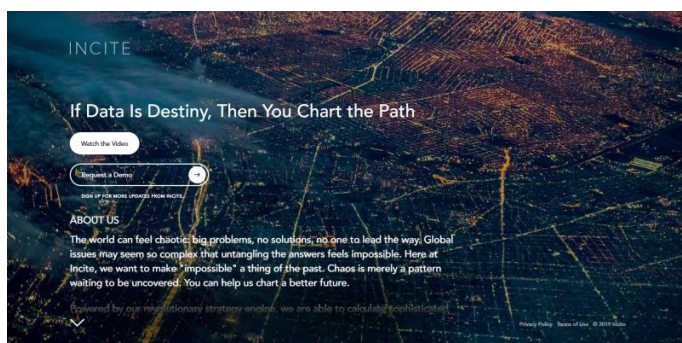 INCITE
If Data Is Destiny, Then You Chart the Path
Watch the Video
Request a Demo
SIGN UP FOR MORE UPDATES FROM INCITE.
ABOUT US
The world can feel chaotic: big problems, no solutions, no one to lead the way. Global
issues may seem so complex that untangling the answers feels impossible. Here at
Incite, we want to make "impossible" a thing of the past. Chaos is merely a pattern
waiting to be uncovered. You can help us chart a better future.
Powered by our revolutionary strategy engine, we are able to calculate sophisticated
Privacy Policy Terms of Use © 2019 Incite